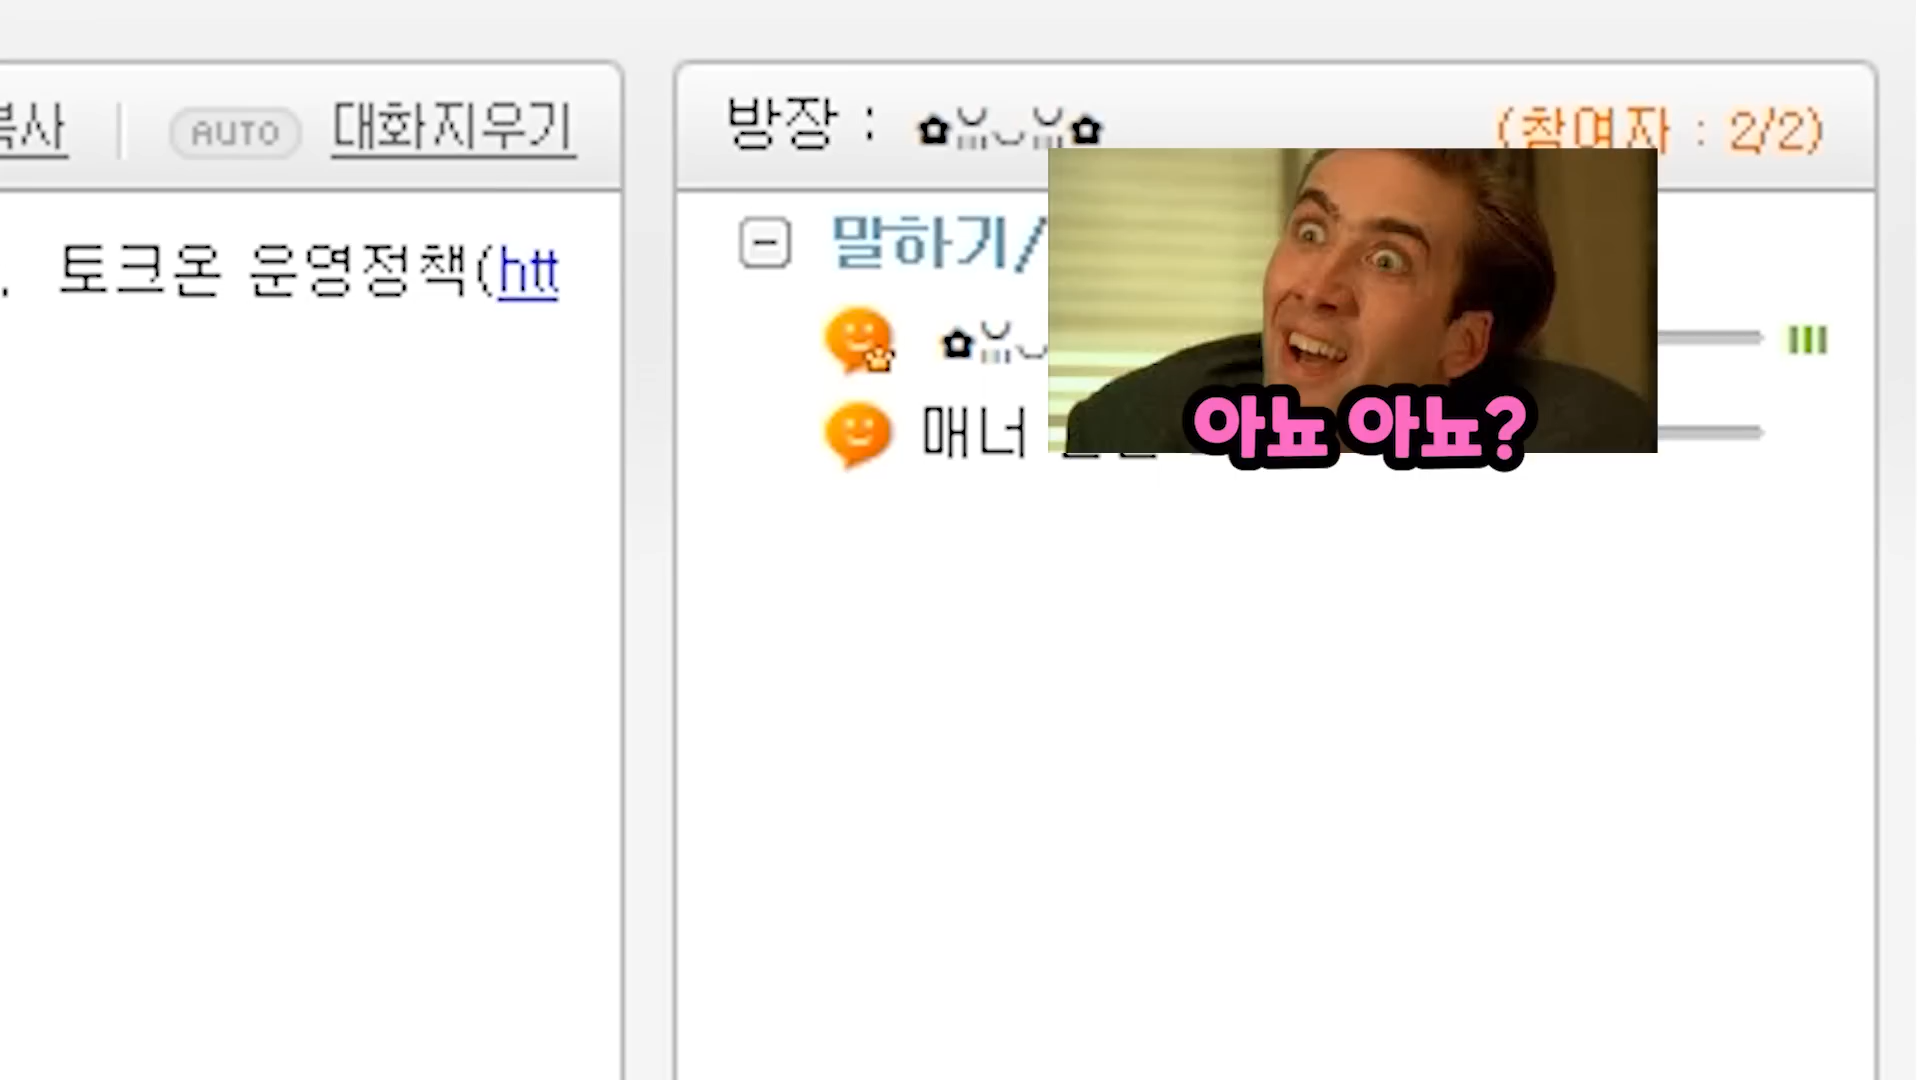 복사 | AUTO 대화지우기
. 토크온 운영정책(htt
방장 : ✿ (참여자 : 2/2)
말하기/
매너
아뇨 아뇨?